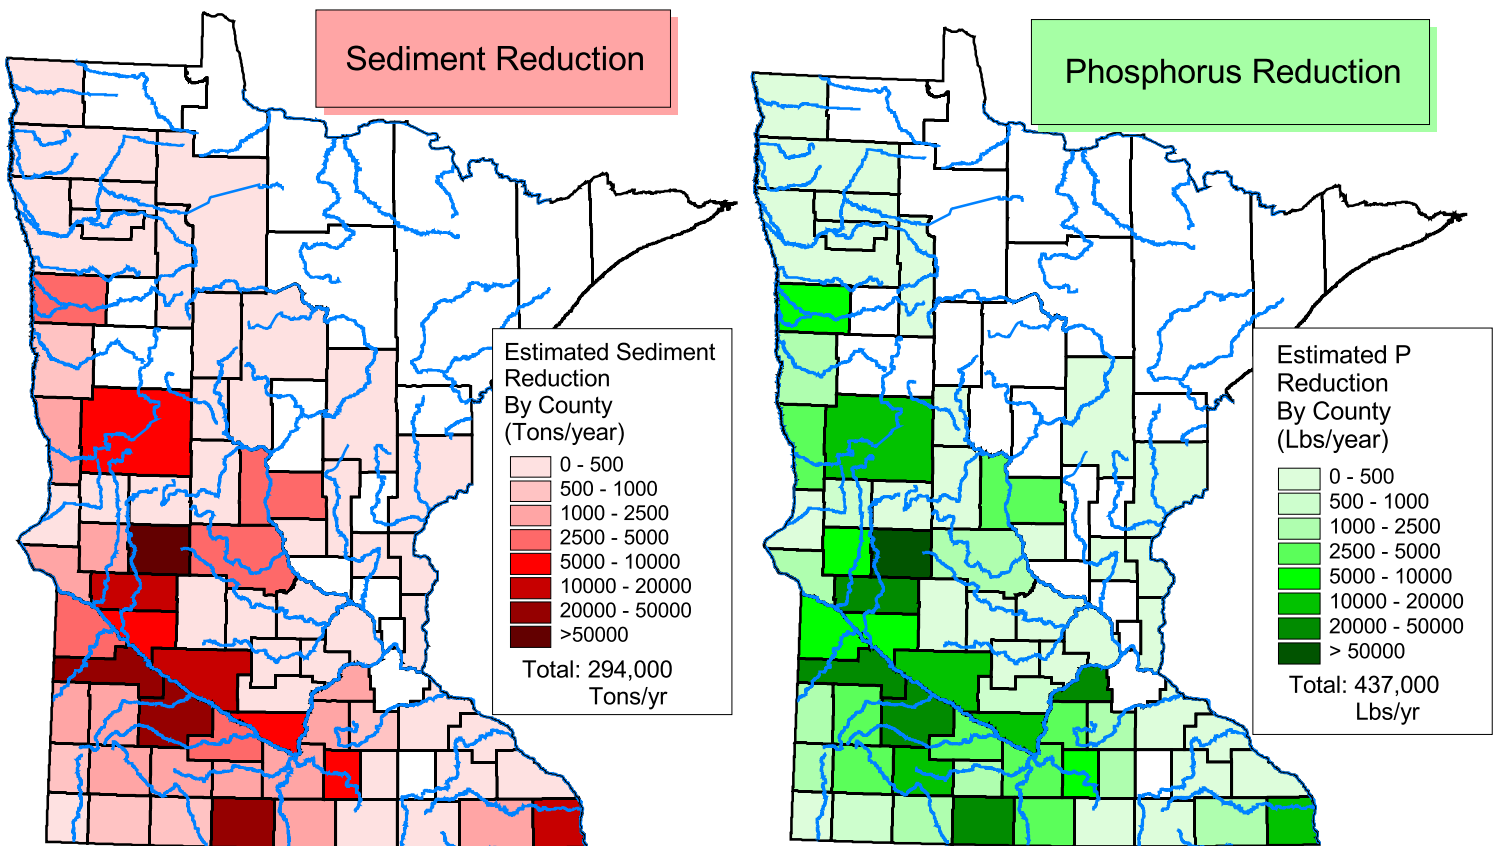 Sediment Reduction
Estimated Sediment
Reduction
By County
(Tons/year)
0 - 500
500 - 1000
1000 - 2500
2500 - 5000
5000 - 10000
10000 - 20000
20000 - 50000
>50000
Total: 294,000
Tons/yr
Phosphorus Reduction
Estimated P
Reduction
By County
(Lbs/year)
0 - 500
500 - 1000
1000 - 2500
2500 - 5000
5000 - 10000
10000 - 20000
20000 - 50000
> 50000
Total: 437,000
Lbs/yr